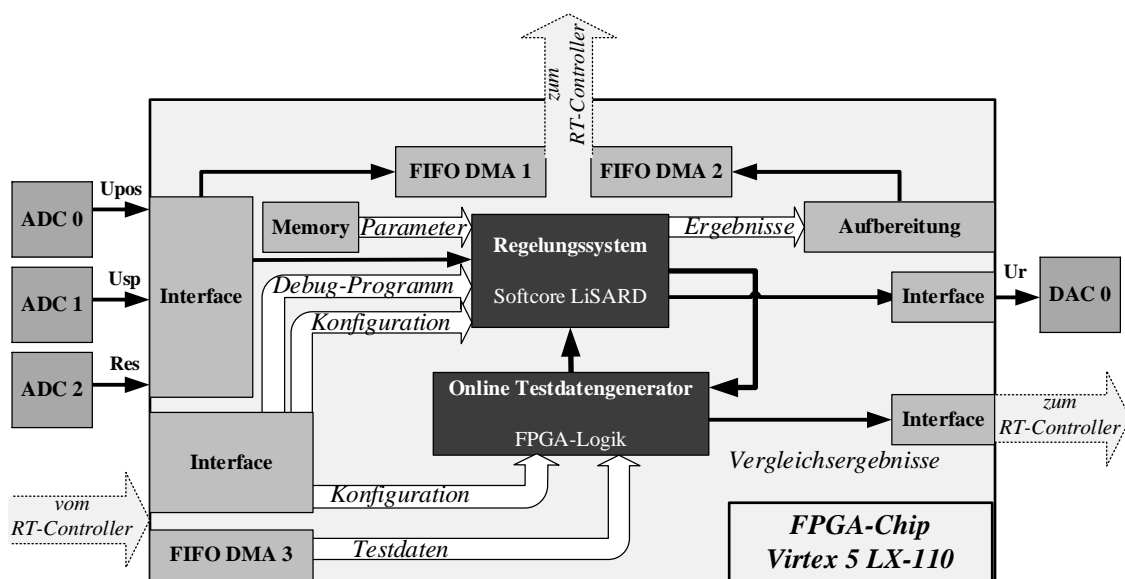 zum
RT-Controller
FIFO DMA 1
FIFO DMA 2
Upos
ADC 0
Memory
Parameter
Regelungssystem
Softcore LiSARD
Ergebnisse
Aufbereitung
Usp
ADC 1
Interface
Debug-Programm
Konfiguration
Interface
Ur
DAC 0
Res
ADC 2
Online Testdatengenerator
FPGA-Logik
Interface
zum
RT-Controller
Interface
Vergleichsergebnisse
vom
RT-Controller
Konfiguration
FIFO DMA 3
Testdaten
FPGA-Chip
Virtex 5 LX-110